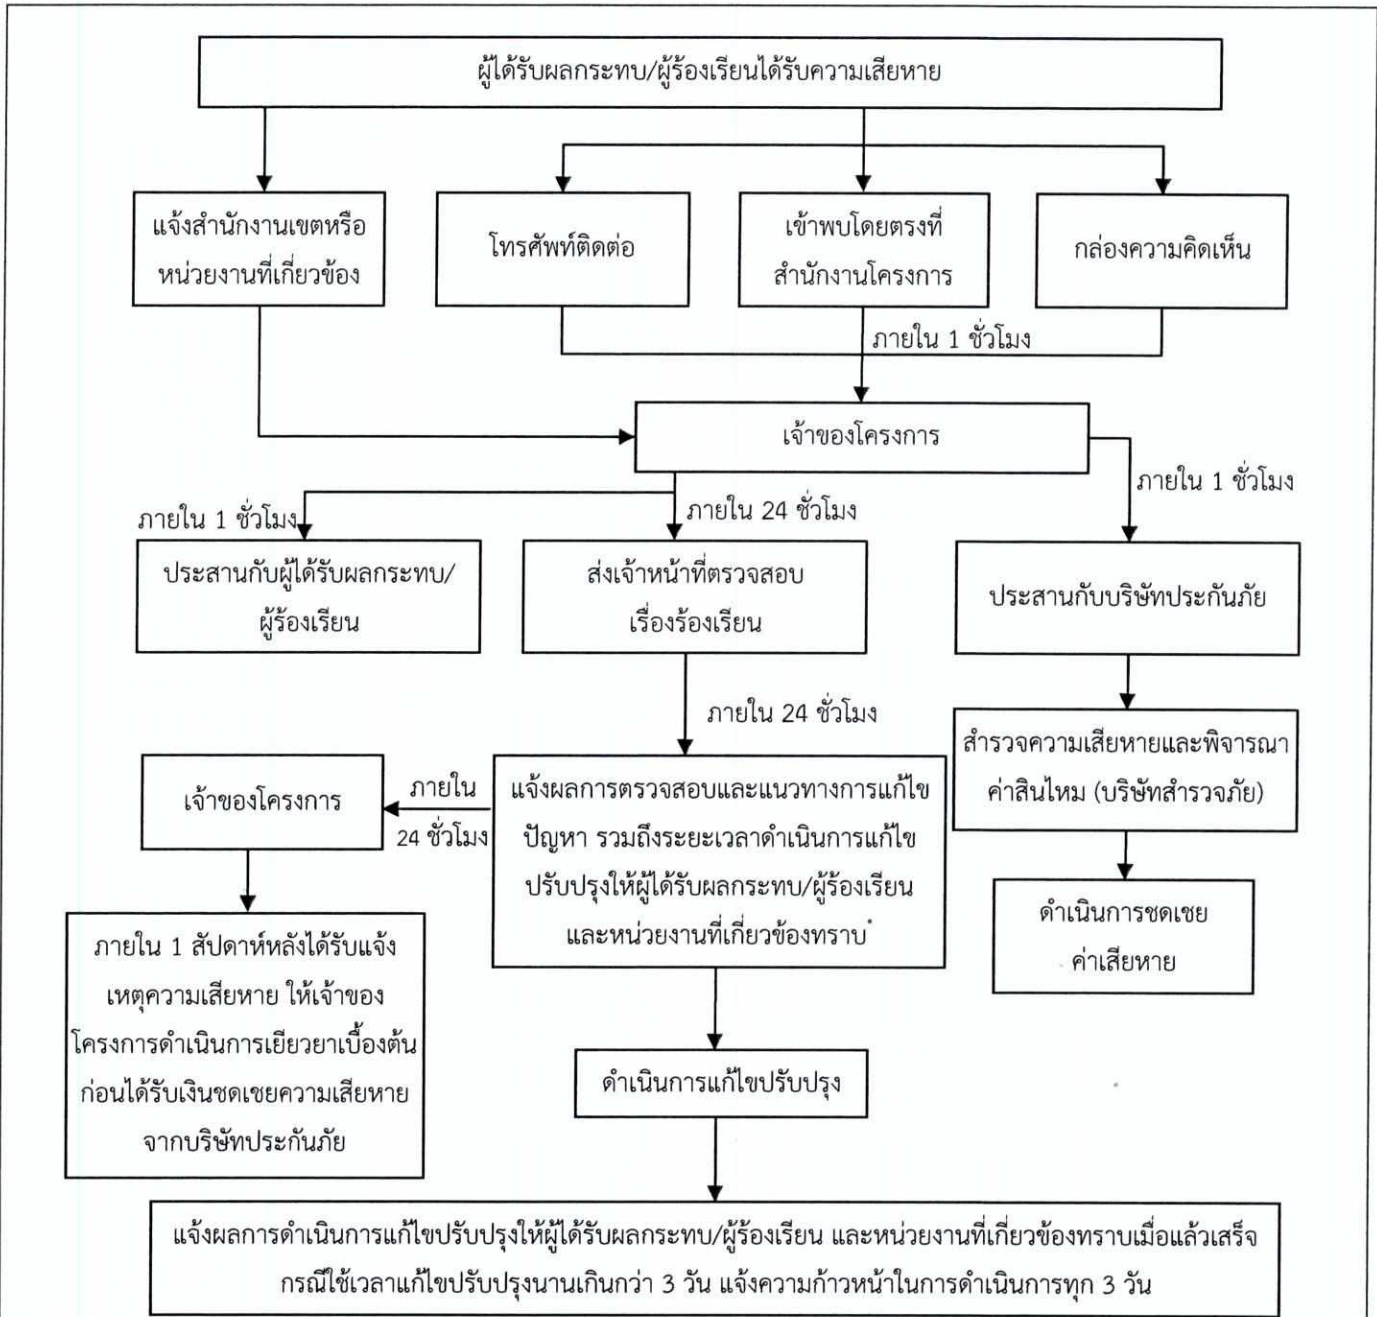 ผู้ได้รับผลกระทบ/ผู้ร้องเรียนได้รับความเสียหาย
แจ้งสำนักงานเขตหรือ
หน่วยงานที่เกี่ยวข้อง
โทรศัพท์ติดต่อ
เข้าพบโดยตรงที่
สำนักงานโครงการ
กล่องความคิดเห็น
ภายใน 1 ชั่วโมง
เจ้าของโครงการ
ภายใน 1 ชั่วโมง
ภายใน 24 ชั่วโมง
ภายใน 1 ชั่วโมง
ประสานกับผู้ได้รับผลกระทบ/
ผู้ร้องเรียน
ส่งเจ้าหน้าที่ตรวจสอบ
เรื่องร้องเรียน
ประสานกับบริษัทประกันภัย
ภายใน 24 ชั่วโมง
สำรวจความเสียหายและพิจารณา
ค่าสินไหม (บริษัทสำรวจภัย)
เจ้าของโครงการ
ภายใน
24 ชั่วโมง
แจ้งผลการตรวจสอบและแนวทางการแก้ไข
ปัญหา รวมถึงระยะเวลาดำเนินการแก้ไข
ปรับปรุงให้ผู้ได้รับผลกระทบ/ผู้ร้องเรียน
และหน่วยงานที่เกี่ยวข้องทราบ*
ดำเนินการชดเชย
ค่าเสียหาย
ภายใน 1 สัปดาห์หลังได้รับแจ้ง
เหตุความเสียหาย ให้เจ้าของ
โครงการดำเนินการเยียวยาเบื้องต้น
ก่อนได้รับเงินชดเชยความเสียหาย
จากบริษัทประกันภัย
ดำเนินการแก้ไขปรับปรุง
แจ้งผลการดำเนินการแก้ไขปรับปรุงให้ผู้ได้รับผลกระทบ/ผู้ร้องเรียน และหน่วยงานที่เกี่ยวข้องทราบเมื่อแล้วเสร็จ
กรณีใช้เวลาแก้ไขปรับปรุงนานเกินกว่า 3 วัน แจ้งความก้าวหน้าในการดำเนินการทุก 3 วัน